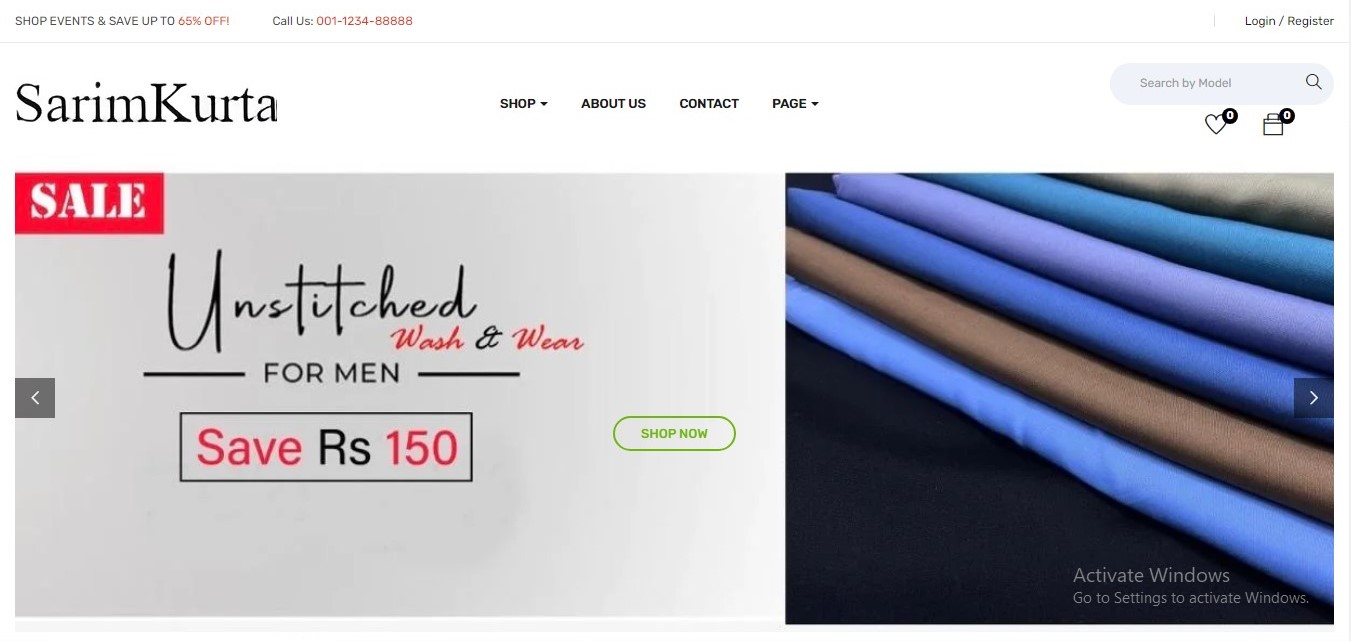 SHOP EVENTS & SAVE UP TO 65% OFF!
Call Us: 001-1234-88888
Login / Register
SarimKurta
SHOP
ABOUT US
CONTACT
PAGE
Search by Model
0
0
SALE
Unstitched
Wash & Wear
FOR MEN
Save Rs 150
SHOP NOW
Activate Windows
Go to Settings to activate Windows.